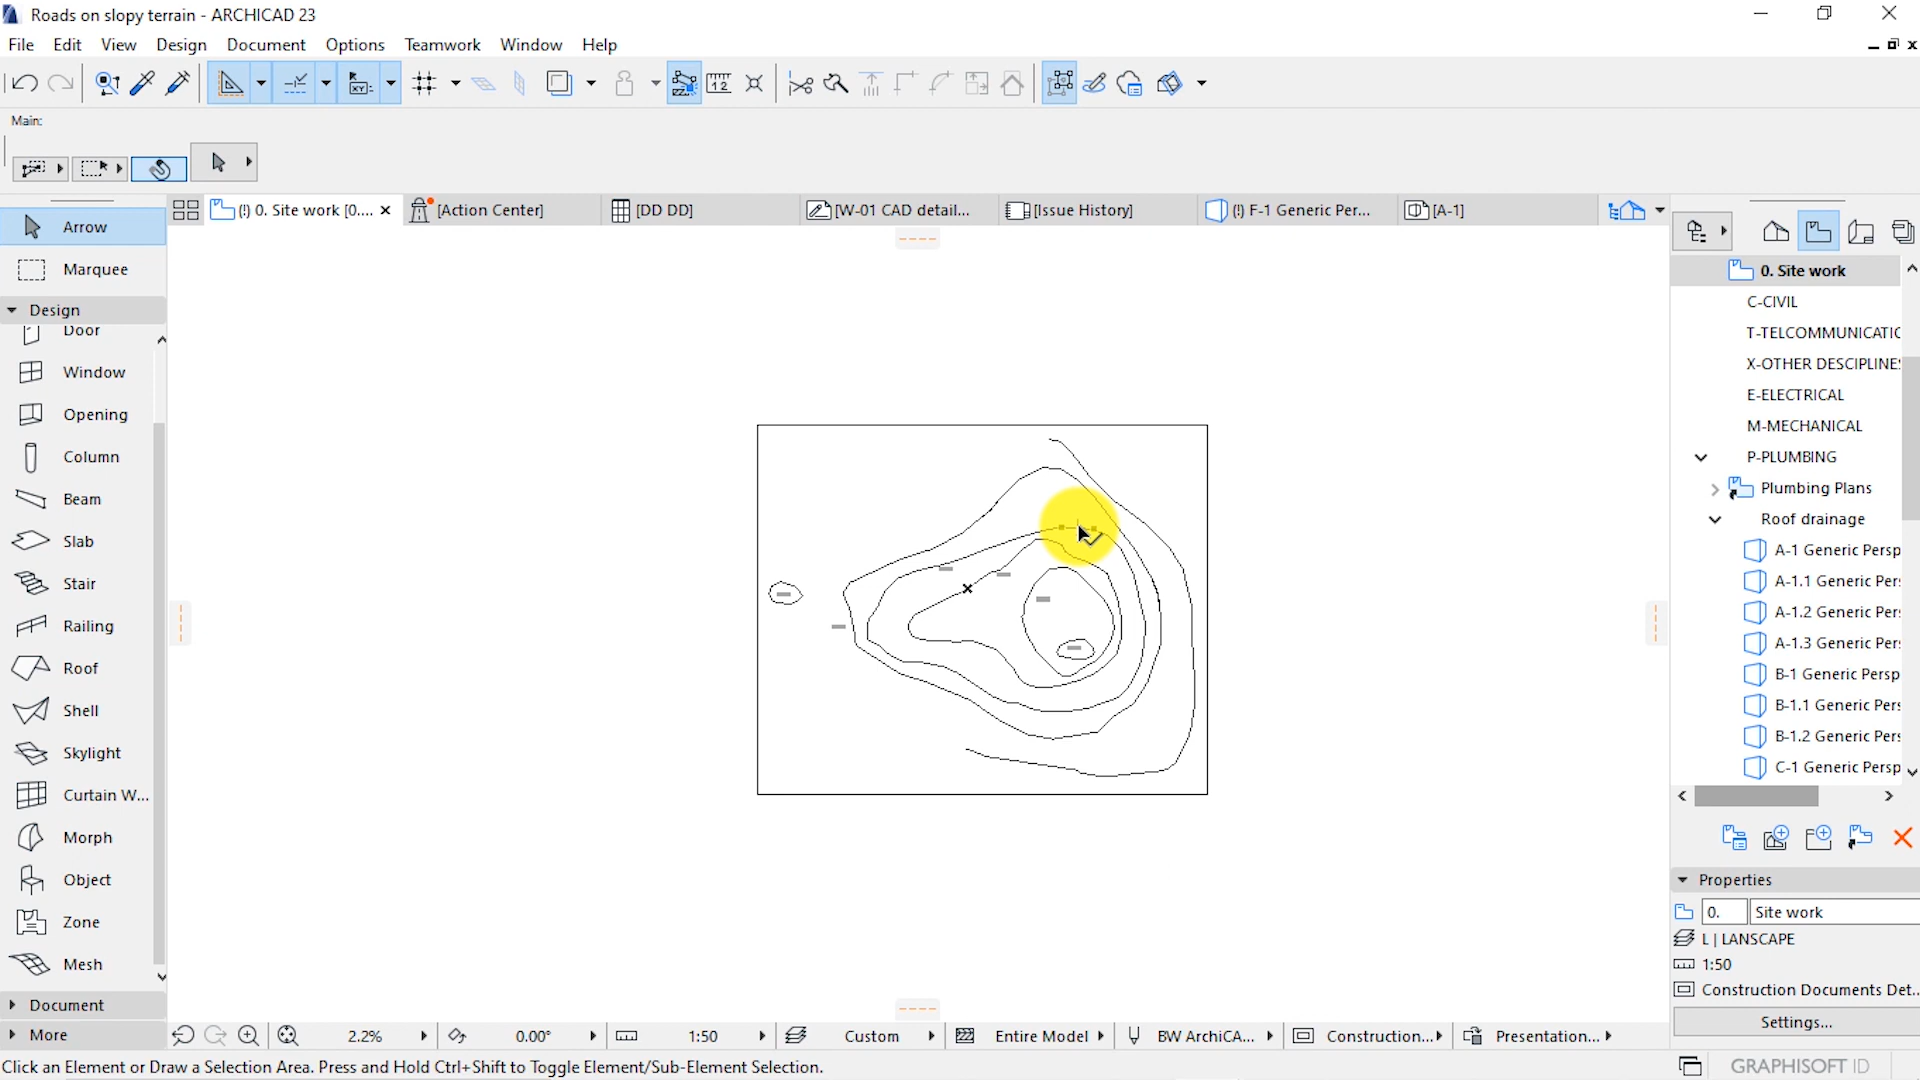 Roads on slopy terrain - ARCHICAD 23
File Edit View Design Document Options Teamwork Window Help
Main:
(!) 0. Site work [0.... [Action Center] [DD DD] [W-01 CAD detail... [Issue History] (!) F-1 Generic Per... [A-1]
Arrow
Marquee
Design
Door
Window
Opening
Column
Beam
Slab
Stair
Railing
Roof
Shell
Skylight
Curtain W...
Morph
Object
Zone
Mesh
Document
More
0. Site work
C-CIVIL
T-TELCOMMUNICATIO
X-OTHER DESCIPLINE
E-ELECTRICAL
M-MECHANICAL
P-PLUMBING
Plumbing Plans
Roof drainage
A-1 Generic Persp
A-1.1 Generic Per
A-1.2 Generic Per
A-1.3 Generic Per
B-1 Generic Persp
B-1.1 Generic Per
B-1.2 Generic Per
C-1 Generic Persp
Properties
0. Site work
L | LANSCAPE
1:50
Construction Documents Det...
Settings...
2.2% 0.00° 1:50 Custom Entire Model BW ArchiCA... Construction... Presentation...
Click an Element or Draw a Selection Area. Press and Hold Ctrl+Shift to Toggle Element/Sub-Element Selection.
GRAPHISOFT ID